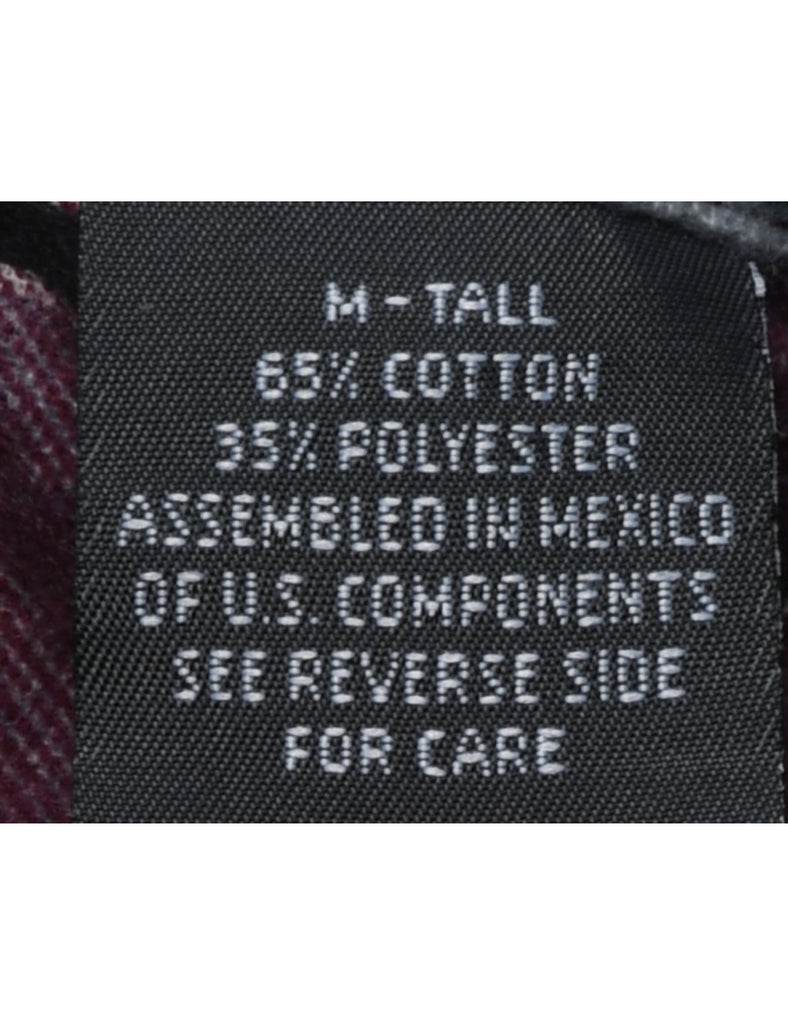 M - TALL
65% COTTON
35% POLYESTER
ASSEMBLED IN MEXICO
OF U.S. COMPONENTS
SEE REVERSE SIDE
FOR CARE